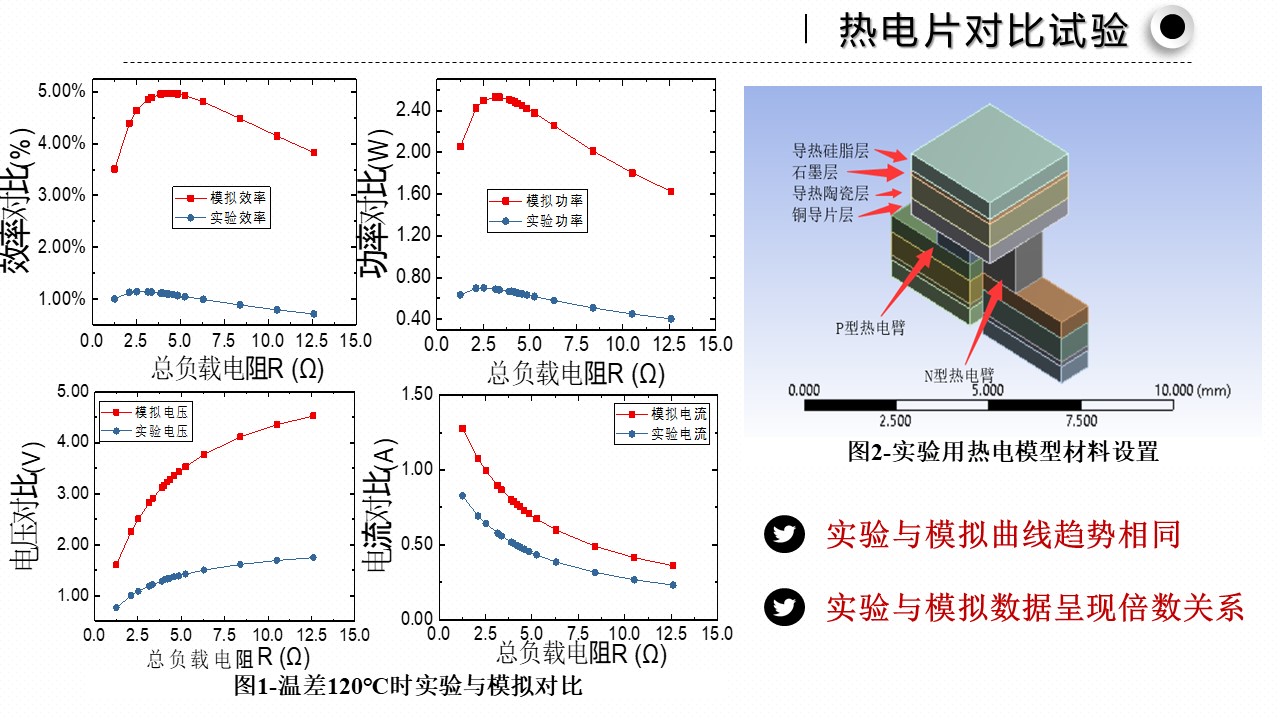 热电片对比试验
5.00%
4.00%
3.00%
2.00%
1.00%
效率对比(%)
模拟效率
实验效率
0.0 2.5 5.0 7.5 10.0 12.5 15.0
总负载电阻R (Ω)
2.40
2.00
1.60
1.20
0.80
0.40
功率对比(W)
模拟功率
实验功率
0.0 2.5 5.0 7.5 10.0 12.5 15.0
总负载电阻R (Ω)
5.00
4.00
3.00
2.00
1.00
电压对比(V)
模拟电压
实验电压
0.0 2.5 5.0 7.5 10.0 12.5 15.0
总负载电阻R (Ω)
1.50
1.00
0.50
0.00
电流对比(A)
模拟电流
实验电流
0.0 2.5 5.0 7.5 10.0 12.5 15.0
总负载电阻R (Ω)
图1-温差120℃时实验与模拟对比
导热硅脂层
石墨层
导热陶瓷层
铜导片层
P型热电臂
N型热电臂
0.000 5.000 10.000 (mm)
2.500 7.500
图2-实验用热电模型材料设置
实验与模拟曲线趋势相同
实验与模拟数据呈现倍数关系